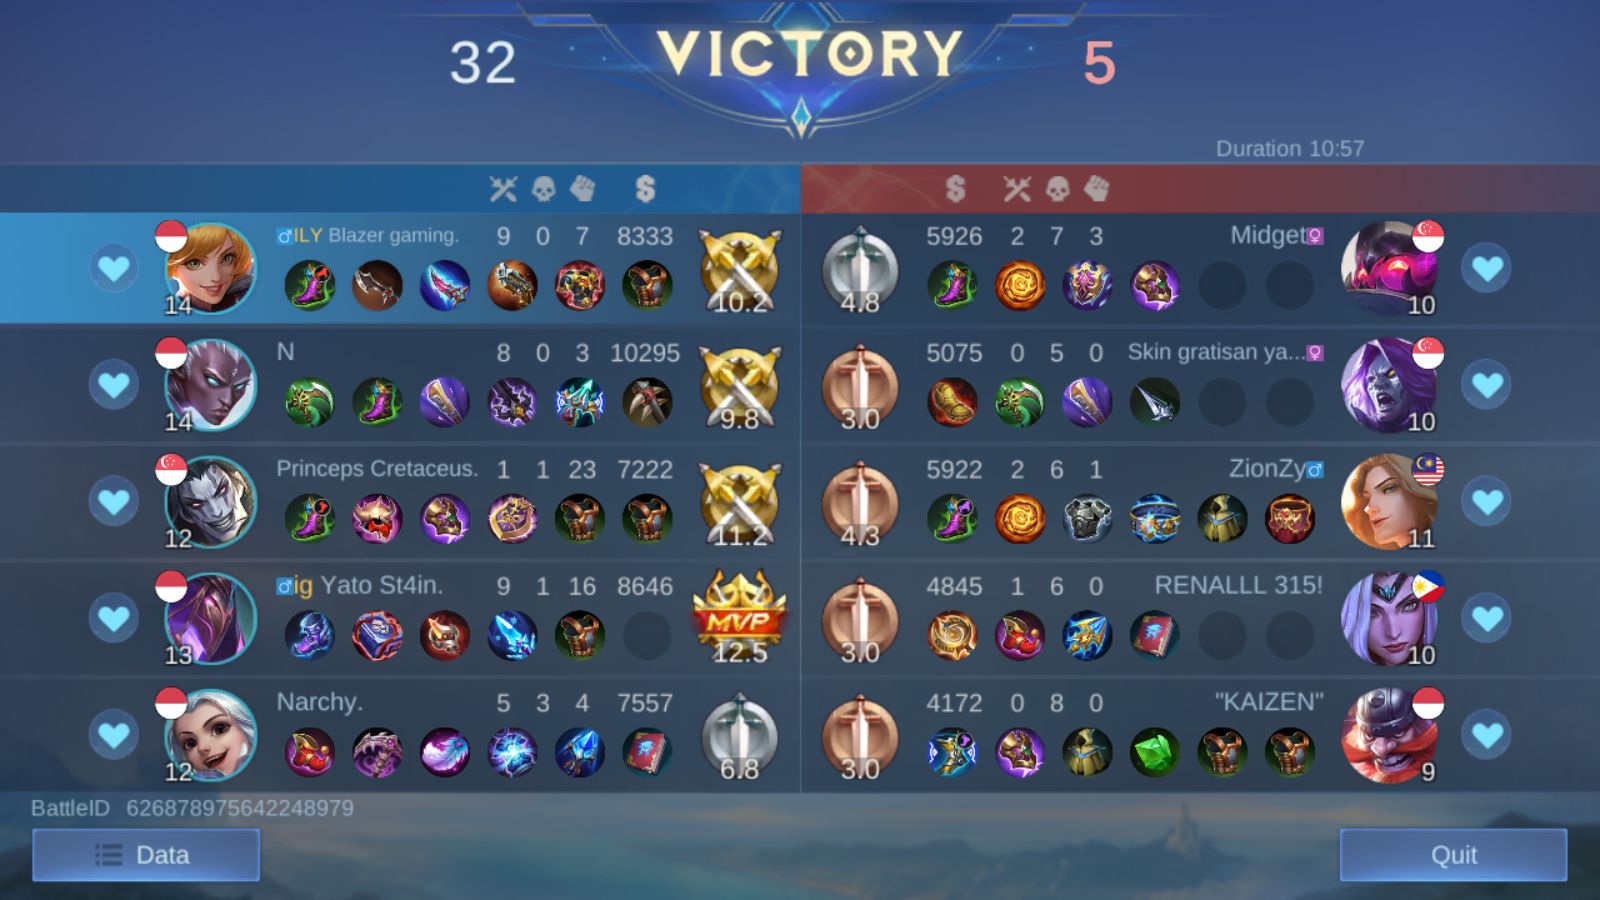 32 VICTORY 5
Duration 10:57
ILY Blazer gaming. 9 0 7 8333
14 10.2
4.8 5926 2 7 3 Midget
10
N 8 0 3 10295
14 9.8
3.0 5075 0 5 0 Skin gratisan ya...
10
Princeps Cretaceus. 1 1 23 7222
12 11.2
4.3 5922 2 6 1 ZionZy
11
ig Yato St4in. 9 1 16 8646
13 MVP 12.5
3.0 4845 1 6 0 RENALLL 315!
10
Narchy. 5 3 4 7557
12 6.8
3.0 4172 0 8 0 "KAIZEN"
9
BattleID 626878975642248979
Data
Quit